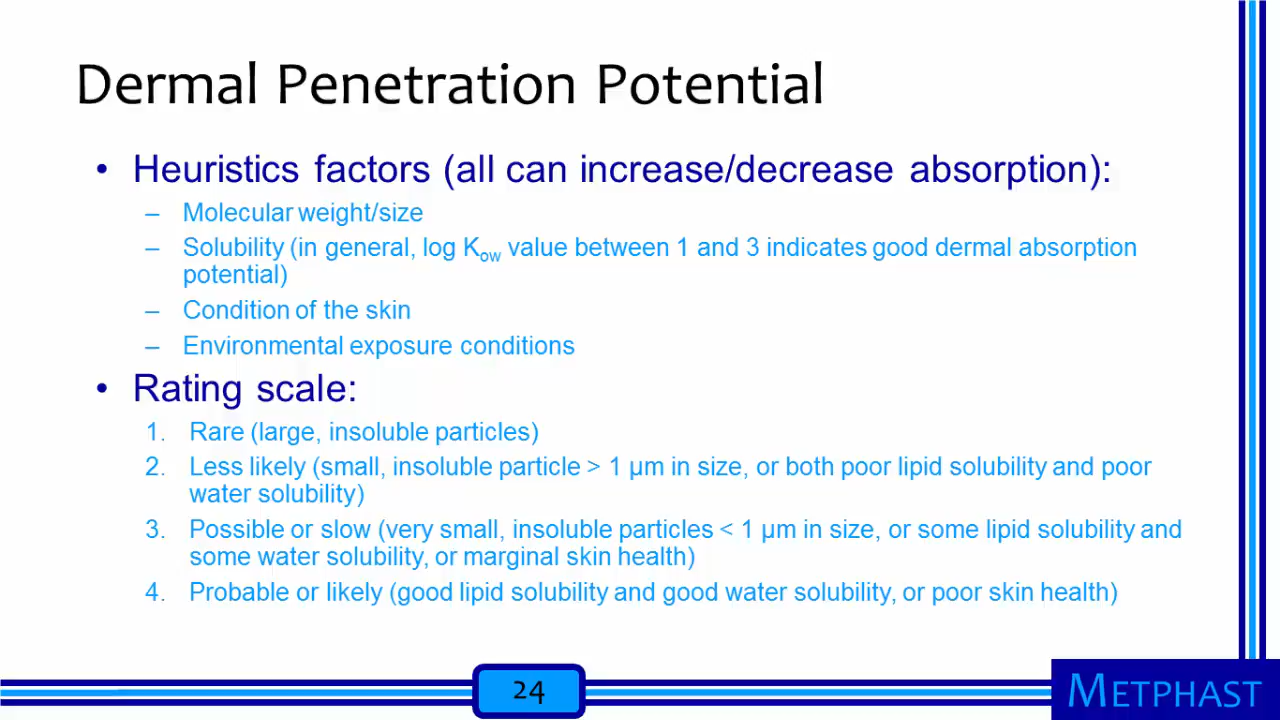 Dermal Penetration Potential
• Heuristics factors (all can increase/decrease absorption):
– Molecular weight/size
– Solubility (in general, log Kow value between 1 and 3 indicates good dermal absorption
potential)
– Condition of the skin
– Environmental exposure conditions
• Rating scale:
1. Rare (large, insoluble particles)
2. Less likely (small, insoluble particle > 1 µm in size, or both poor lipid solubility and poor
water solubility)
3. Possible or slow (very small, insoluble particles < 1 µm in size, or some lipid solubility and
some water solubility, or marginal skin health)
4. Probable or likely (good lipid solubility and good water solubility, or poor skin health)
24
METPHAST